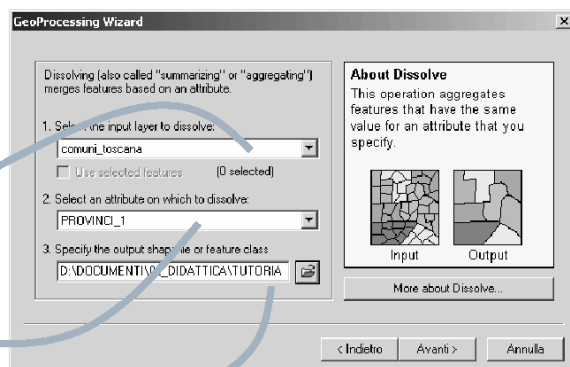 GeoProcessing Wizard
Dissolving (also called "summarizing" or "aggregating")
merges features based on an attribute.
1. Select the input layer to dissolve:
comuni_toscana
Use selected features (0 selected)
2. Select an attribute on which to dissolve:
PROVINCI_1
3. Specify the output shapefile or feature class
D:\DOCUMENTI\ _DIDATTICA\TUTORIA
About Dissolve
This operation aggregates
features that have the same
value for an attribute that you
specify.
Input Output
More about Dissolve...
< Indietro Avanti > Annulla